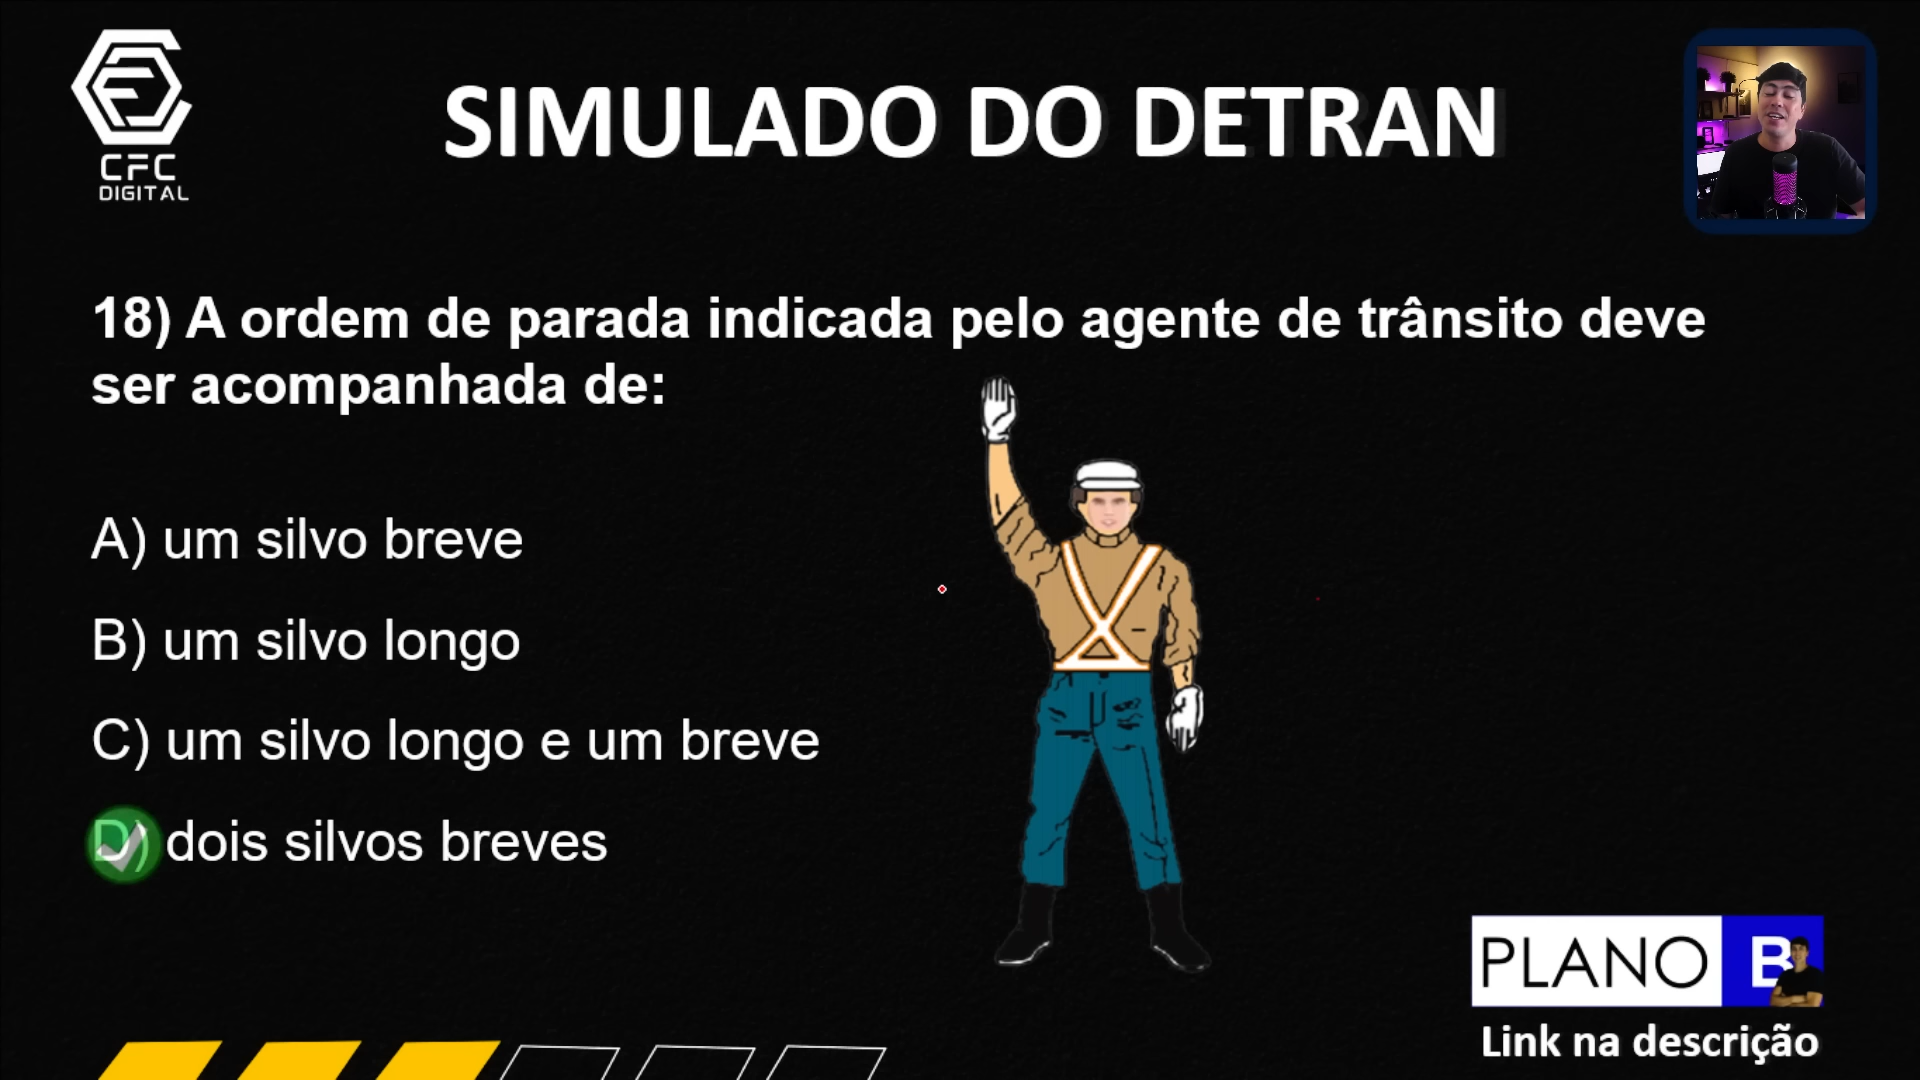 CFC
DIGITAL
SIMULADO DO DETRAN
18) A ordem de parada indicada pelo agente de trânsito deve
ser acompanhada de:
A) um silvo breve
B) um silvo longo
C) um silvo longo e um breve
D) dois silvos breves
PLANO B
Link na descrição